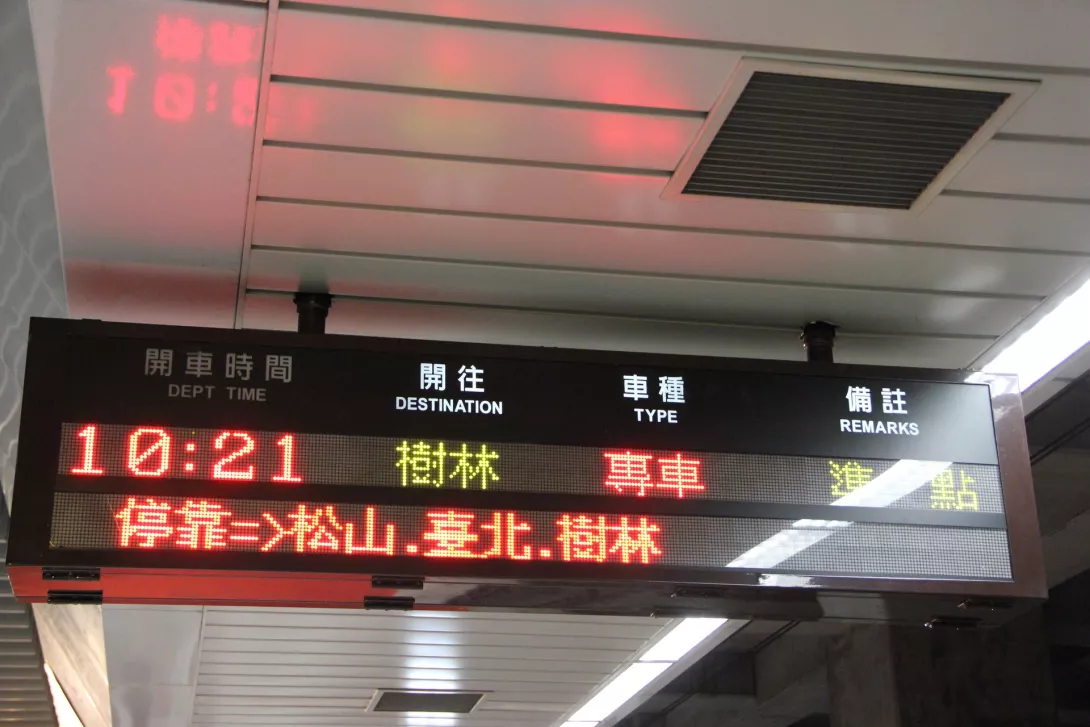 開車時間 開往 車種 備註
DEPT TIME DESTINATION TYPE REMARKS
10:21 樹林 專車 準點
停靠=>松山.臺北.樹林